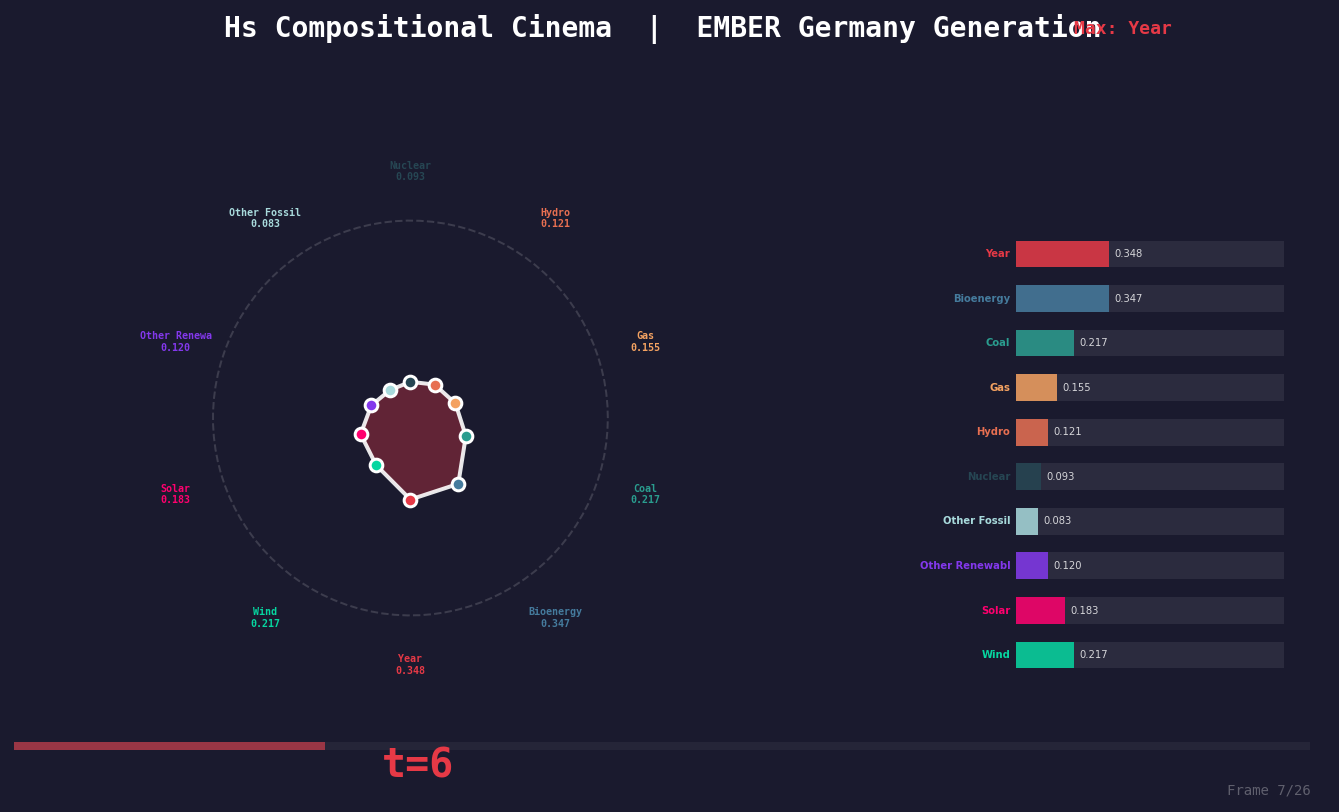 Hs Compositional Cinema | EMBER Germany Generation
Max: Year
Nuclear
0.093
Other Fossil
0.083
Hydro
0.121
Other Renewa
0.120
Gas
0.155
Solar
0.183
Coal
0.217
Wind
0.217
Bioenergy
0.347
Year
0.348
Year 0.348
Bioenergy 0.347
Coal 0.217
Gas 0.155
Hydro 0.121
Nuclear 0.093
Other Fossil 0.083
Other Renewabl 0.120
Solar 0.183
Wind 0.217
t=6
Frame 7/26